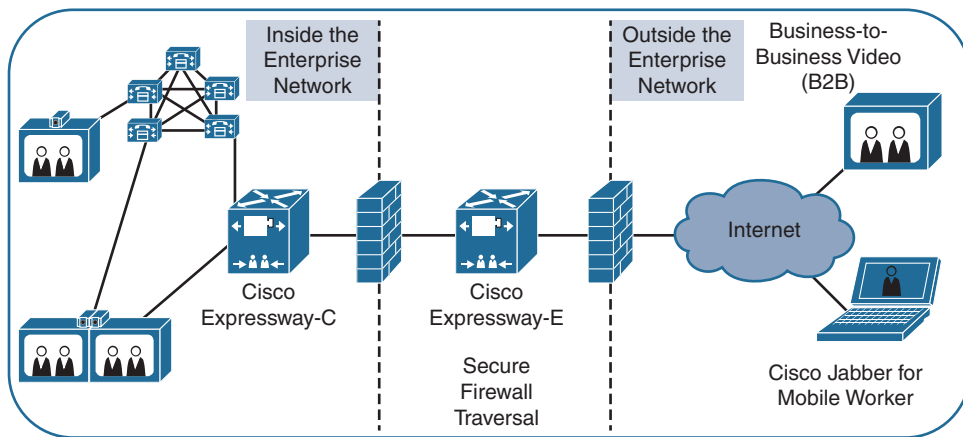 Inside the
Enterprise
Network
Outside the
Enterprise
Network
Business-to-
Business Video
(B2B)
Internet
Cisco
Expressway-C
Cisco
Expressway-E
Secure
Firewall
Traversal
Cisco Jabber for
Mobile Worker